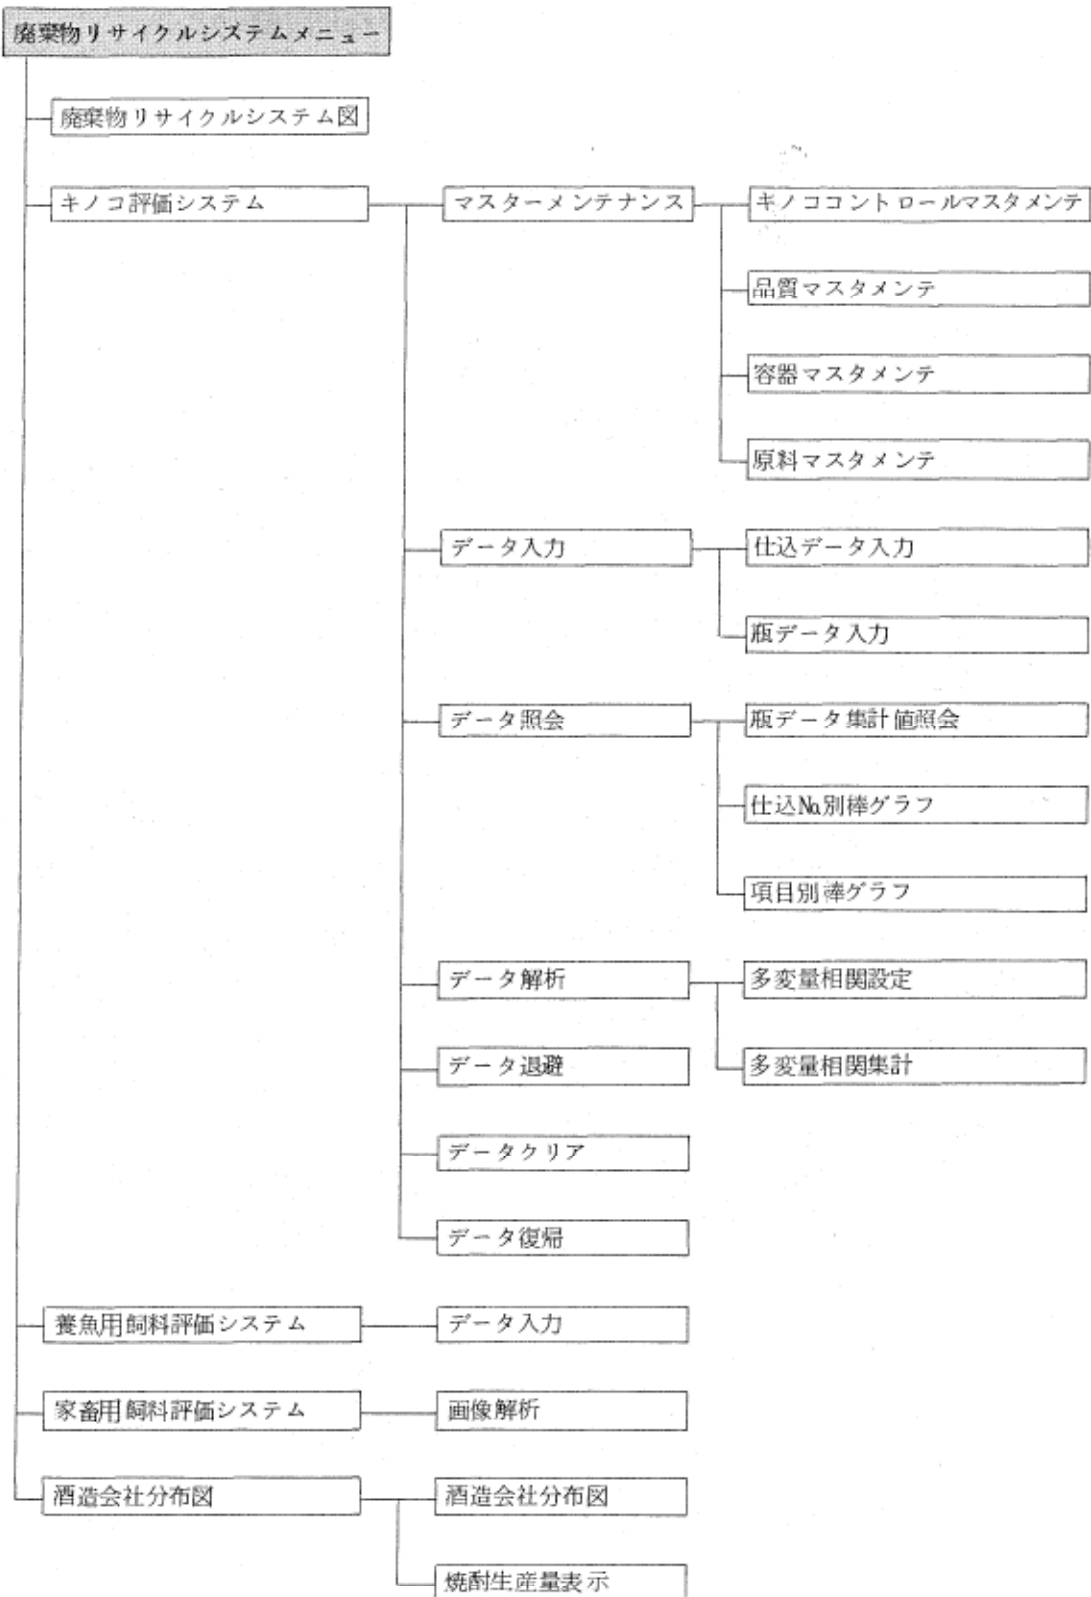 廃棄物リサイクルシステムメニュー
廃棄物リサイクルシステム図
キノコ評価システム
マスターメンテナンス
キノココントロールマスタメンテ
品質マスタメンテ
容器マスタメンテ
原料マスタメンテ
データ入力
仕込データ入力
瓶データ入力
データ照会
瓶データ集計値照会
仕込№別棒グラフ
項目別棒グラフ
データ解析
多変量相関設定
多変量相関集計
データ退避
データクリア
データ復帰
養魚用飼料評価システム
データ入力
家畜用飼料評価システム
画像解析
酒造会社分布図
酒造会社分布図
焼酎生産量表示